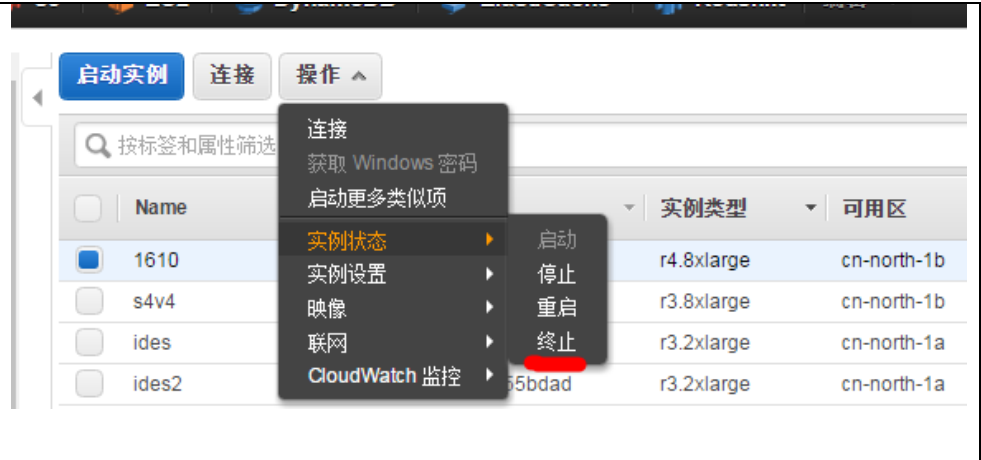 启动实例 连接 操作
按标签和属性筛选
连接
获取 Windows 密码
启动更多类似项
实例状态
实例设置
映像
联网
CloudWatch 监控
启动
停止
重启
终止
Name 实例类型 可用区
1610 r4.8xlarge cn-north-1b
s4v4 r3.8xlarge cn-north-1b
ides r3.2xlarge cn-north-1a
ides2 55bdad r3.2xlarge cn-north-1a